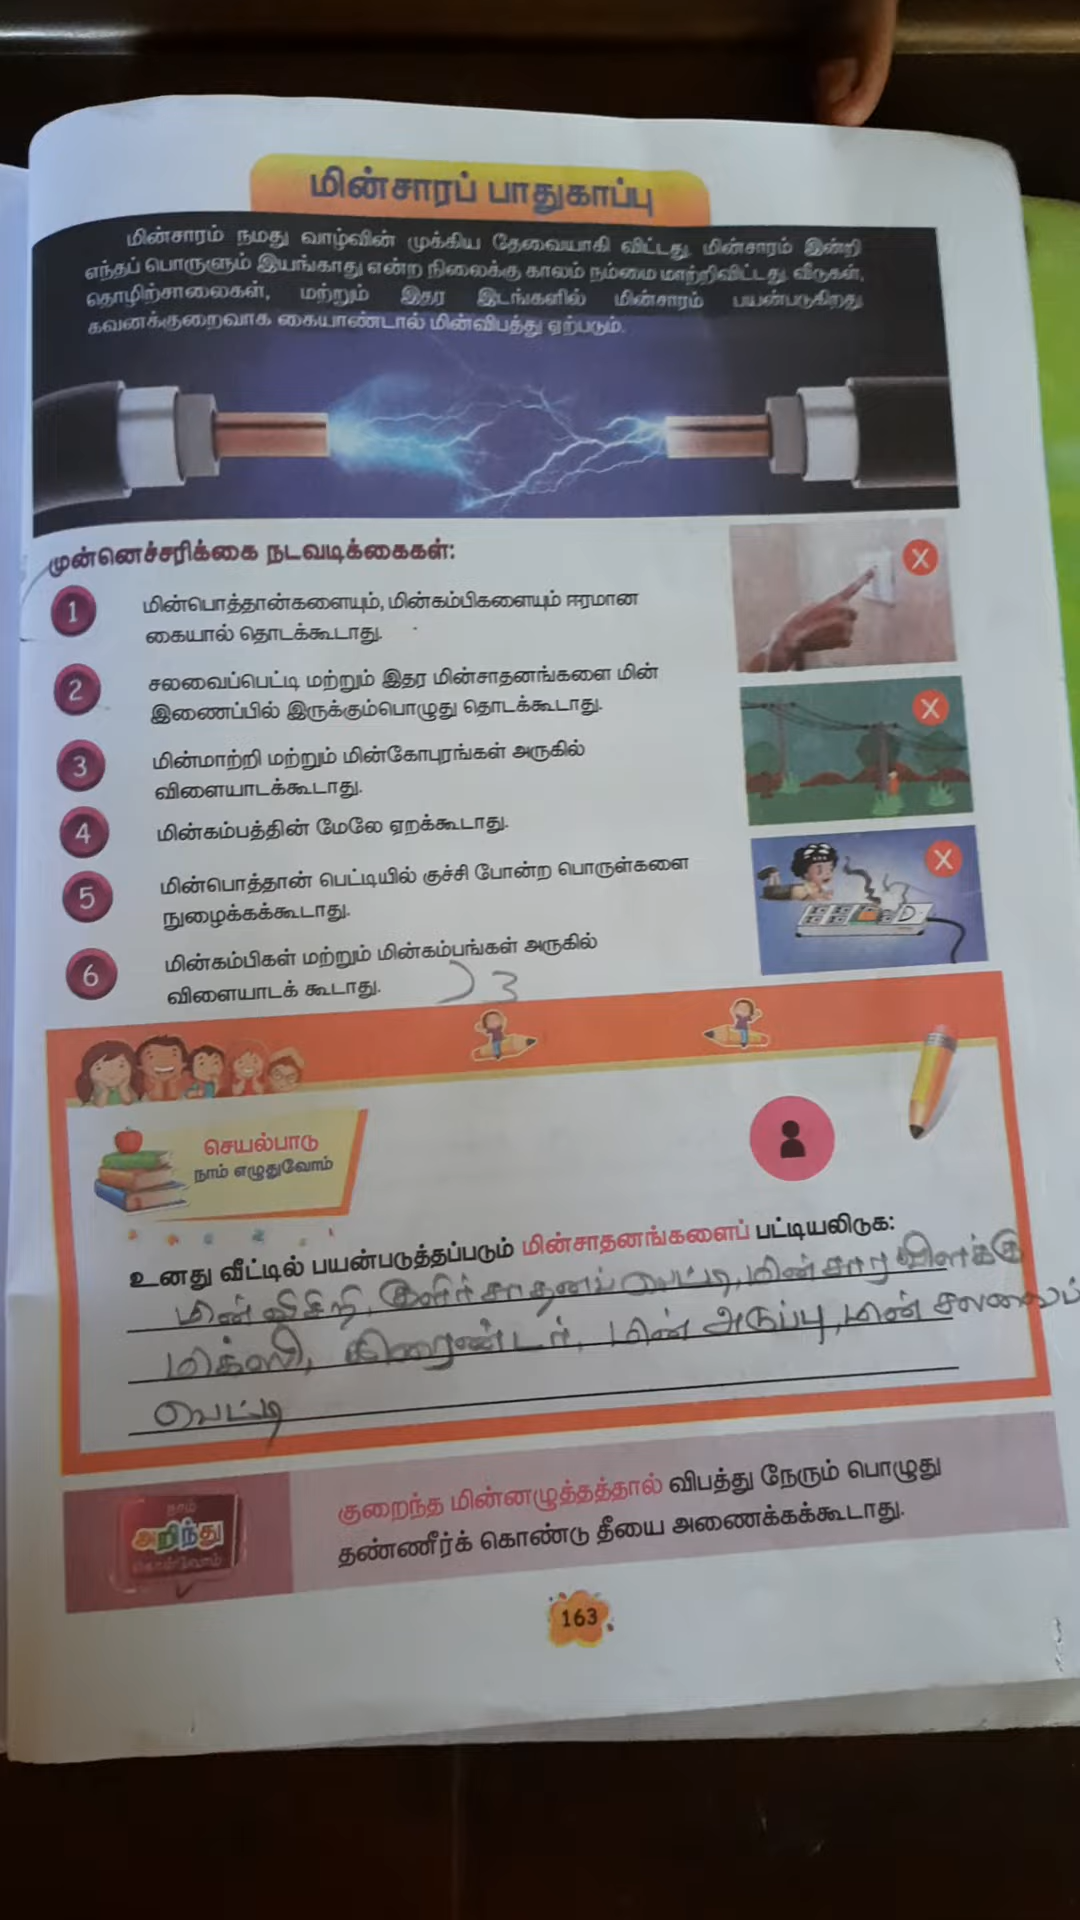 மின்சாரப் பாதுகாப்பு
மின்சாரம் நமது வாழ்வின் முக்கிய தேவையாகி விட்டது. மின்சாரம் இன்றி
எந்தப் பொருளும் இயங்காது என்ற நிலைக்கு காலம் நம்மை மாற்றிவிட்டது. வீடுகள்,
தொழிற்சாலைகள், மற்றும் இதர இடங்களில் மின்சாரம் பயன்படுகிறது
கவனக்குறைவாக கையாண்டால் மின்விபத்து ஏற்படும்.
முன்னெச்சரிக்கை நடவடிக்கைகள்:
1 மின்பொத்தான்களையும், மின்கம்பிகளையும் ஈரமான
கையால் தொடக்கூடாது.
2 சலவைப்பெட்டி மற்றும் இதர மின்சாதனங்களை மின்
இணைப்பில் இருக்கும்பொழுது தொடக்கூடாது.
3 மின்மாற்றி மற்றும் மின்கோபுரங்கள் அருகில்
விளையாடக்கூடாது.
4 மின்கம்பத்தின் மேலே ஏறக்கூடாது.
5 மின்பொத்தான் பெட்டியில் குச்சி போன்ற பொருள்களை
நுழைக்கக்கூடாது.
6 மின்கம்பிகள் மற்றும் மின்கம்பங்கள் அருகில்
விளையாடக் கூடாது.
X
X
X
செயல்பாடு
நாம் எழுதுவோம்
உனது வீட்டில் பயன்படுத்தப்படும் மின்சாதனங்களைப் பட்டியலிடுக:
மின் விசிறி, குளிர் சாதனப் பெட்டி, மின்சார விளக்கு
மிக்ஸி, கிரைண்டர், மின் அடுப்பு, மின் சலவைப்
பெட்டி
நாம்
அறிந்து
கொள்வோம்
குறைந்த மின்னழுத்தத்தால் விபத்து நேரும் பொழுது
தண்ணீர்க் கொண்டு தீயை அணைக்கக்கூடாது.
163